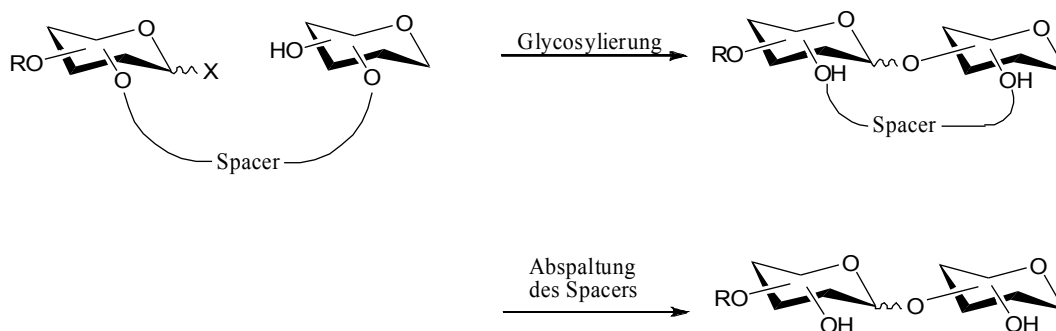 RO
O
O
X
HO
O
O
Spacer
Glycosylierung
RO
O
OH
O
O
OH
Spacer
Abspaltung
des Spacers
RO
O
OH
O
O
OH